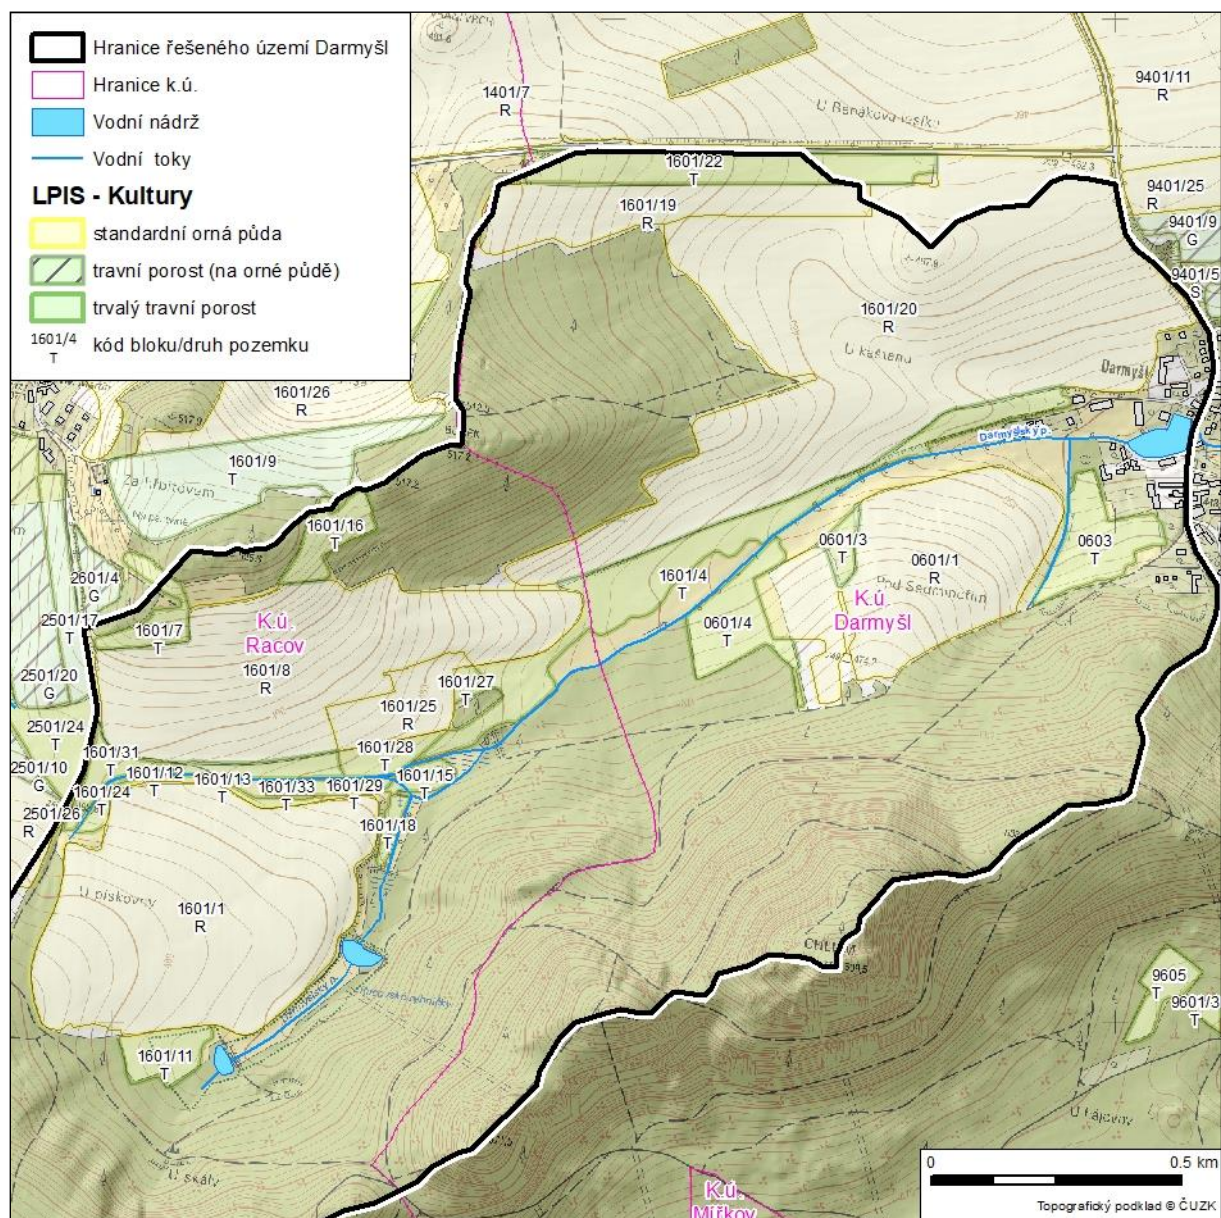 Hranice řešeného území Darmyšl
Hranice k.ú.
Vodní nádrž
Vodní toky
LPIS - Kultury
standardní orná půda
travní porost (na orné půdě)
trvalý travní porost
1601/4
T
kód bloku/druh pozemku
1401/7
R
9401/11
R
U Benákova lesíka
1601/22
T
9401/25
R
1601/19
R
9401/9
G
9401/5
S
1601/20
R
U kaštanu
Darmyšl
1601/26
R
Darmyšlský p.
1601/9
T
Za Hřbitovem
1601/16
T
0601/3
T
0601/1
R
0603
T
2601/4
G
1601/4
T
2501/17
T
1601/7
T
K.ú.
Racov
K.ú.
Darmyšl
0601/4
T
1601/8
R
2501/20
G
1601/27
T
1601/25
R
2501/24
T
1601/31
T
1601/28
T
2501/10
G
1601/12
T
1601/13
T
1601/33
T
1601/29
T
1601/15
T
1601/24
T
2501/26
R
1601/18
T
U pískovny
1601/1
R
9605
T
9601/3
T
1601/11
T
U hájovny
U skály
K.ú.
Mířkov
0
0.5 km
Topografický podklad © ČUZK